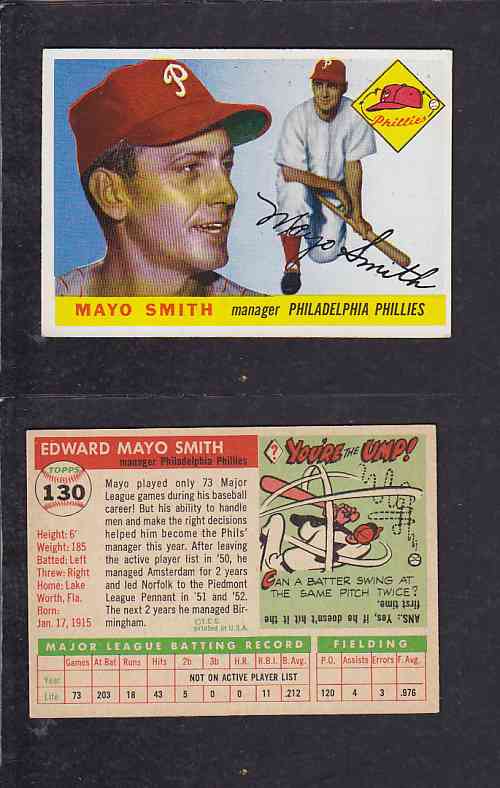 P
Phillies
Mayo Smith
MAYO SMITH manager PHILADELPHIA PHILLIES
EDWARD MAYO SMITH
manager Philadelphia Phillies
TOPPS
130
Height: 6'
Weight: 185
Batted: Left
Threw: Right
Home: Lake
Worth, Fla.
Born:
Jan. 17, 1915
Mayo played only 73 Major
League games during his baseball
career! But his ability to handle
men and make the right decisions
helped him become the Phils'
manager this year. After leaving
the active player list in '50, he
managed Amsterdam for 2 years
and led Norfolk to the Piedmont
League Pennant in '51 and '52.
The next 2 years he managed Bir-
mingham.
©T.C.G.
printed in U.S.A.
? YOU'RE THE UMP!
CAN A BATTER SWING AT
THE SAME PITCH TWICE?
ANS. Yes, if he doesn't hit it the
first time.
MAJOR LEAGUE BATTING RECORD FIELDING
Games At Bat Runs Hits 2b 3b H.R. R.B.I. B. Avg. P.O. Assists Errors F. Avg.
Year NOT ON ACTIVE PLAYER LIST
Life 73 203 18 43 5 0 0 11 .212 120 4 3 .976